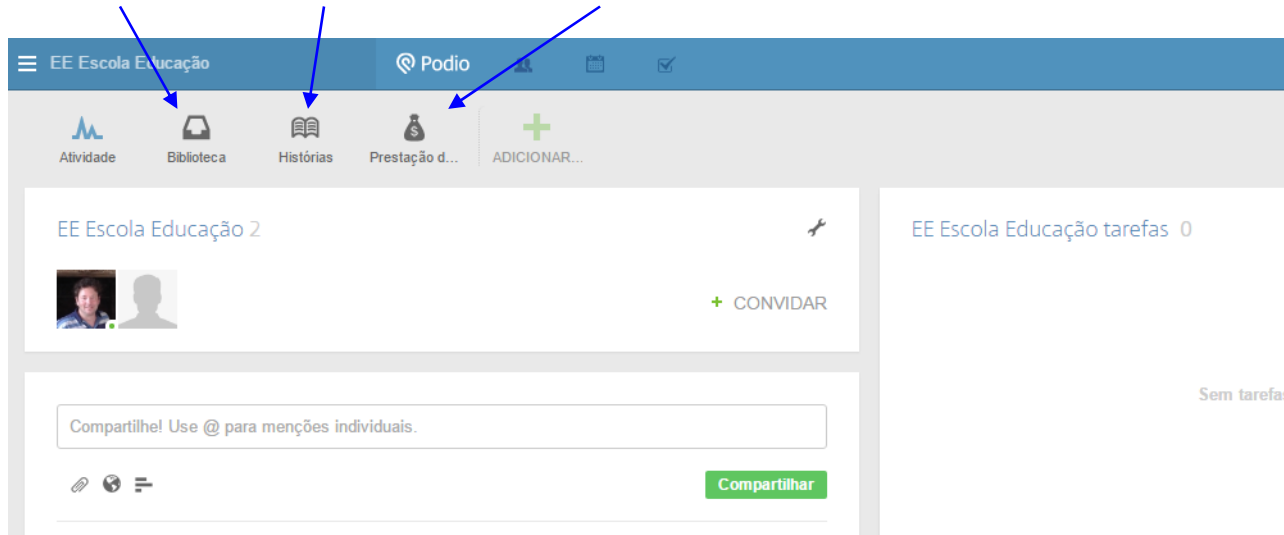 EE Escola Educação
Podio
Atividade
Biblioteca
Histórias
Prestação d...
ADICIONAR...
EE Escola Educação 2
+ CONVIDAR
Compartilhe! Use @ para menções individuais.
Compartilhar
EE Escola Educação tarefas 0
Sem tarefas